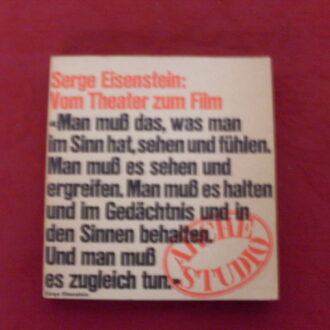 Serge Eisenstein:
Vom Theater zum Film
«Man muß das, was man
im Sinn hat, sehen und fühlen.
Man muß es sehen und
ergreifen. Man muß es halten
und im Gedächtnis und in
den Sinnen behalten.
Und man muß
es zugleich tun.»
Serge Eisenstein
ARCHE
STUDIO